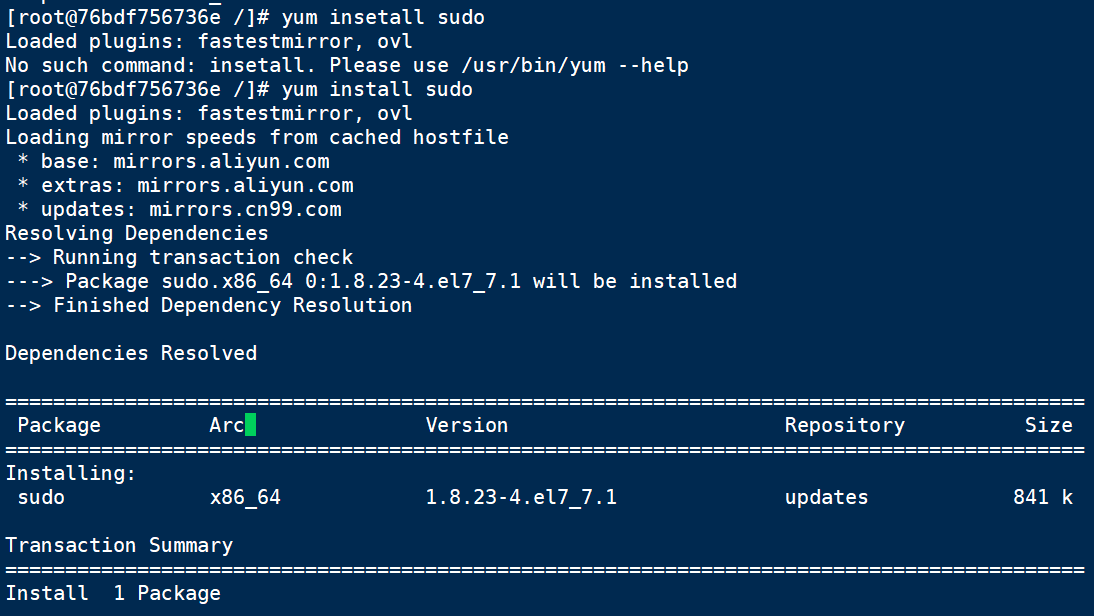 [root@76bdf756736e /]# yum insetall sudo
Loaded plugins: fastestmirror, ovl
No such command: insetall. Please use /usr/bin/yum --help
[root@76bdf756736e /]# yum install sudo
Loaded plugins: fastestmirror, ovl
Loading mirror speeds from cached hostfile
 * base: mirrors.aliyun.com
 * extras: mirrors.aliyun.com
 * updates: mirrors.cn99.com
Resolving Dependencies
--> Running transaction check
---> Package sudo.x86_64 0:1.8.23-4.el7_7.1 will be installed
--> Finished Dependency Resolution

Dependencies Resolved

==========================================================================================
 Package         Arc               Version                       Repository          Size
==========================================================================================
Installing:
 sudo            x86_64            1.8.23-4.el7_7.1              updates            841 k

Transaction Summary
==========================================================================================
Install  1 Package